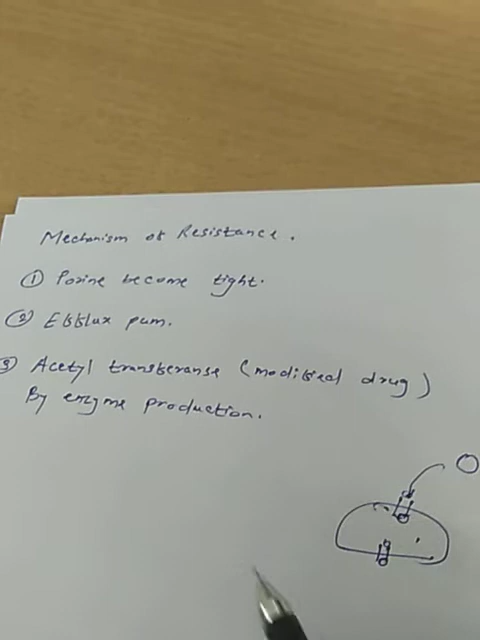 Mechanism of Resistance.
① Porine become tight.
② Efflux pum.
③ Acetyl transferanse (modified drug)
By enzyme production.